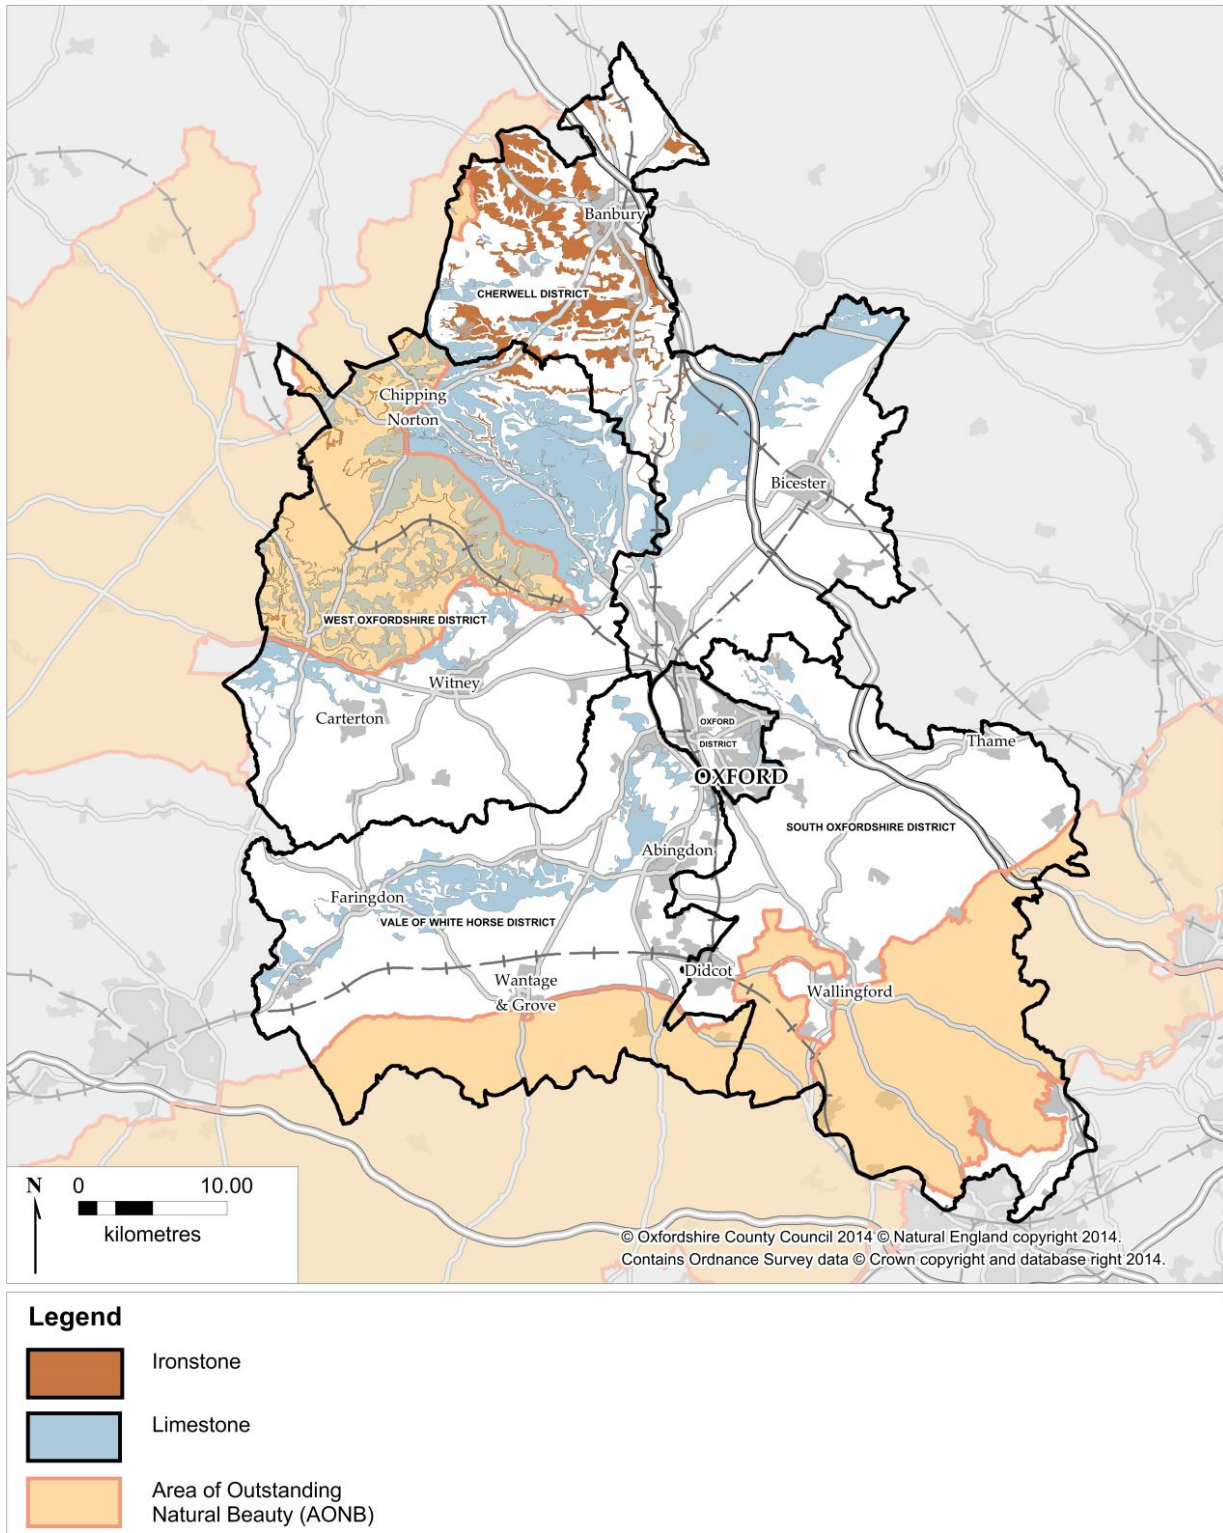 Banbury
CHERWELL DISTRICT
Chipping
Norton
Bicester
WEST OXFORDSHIRE DISTRICT
Witney
Carterton
OXFORD
DISTRICT
OXFORD
Thame
SOUTH OXFORDSHIRE DISTRICT
Abingdon
Faringdon
VALE OF WHITE HORSE DISTRICT
Didcot
Wantage
& Grove
Wallingford
N
0 10.00
kilometres
© Oxfordshire County Council 2014 © Natural England copyright 2014.
Contains Ordnance Survey data © Crown copyright and database right 2014.
Legend
Ironstone
Limestone
Area of Outstanding
Natural Beauty (AONB)